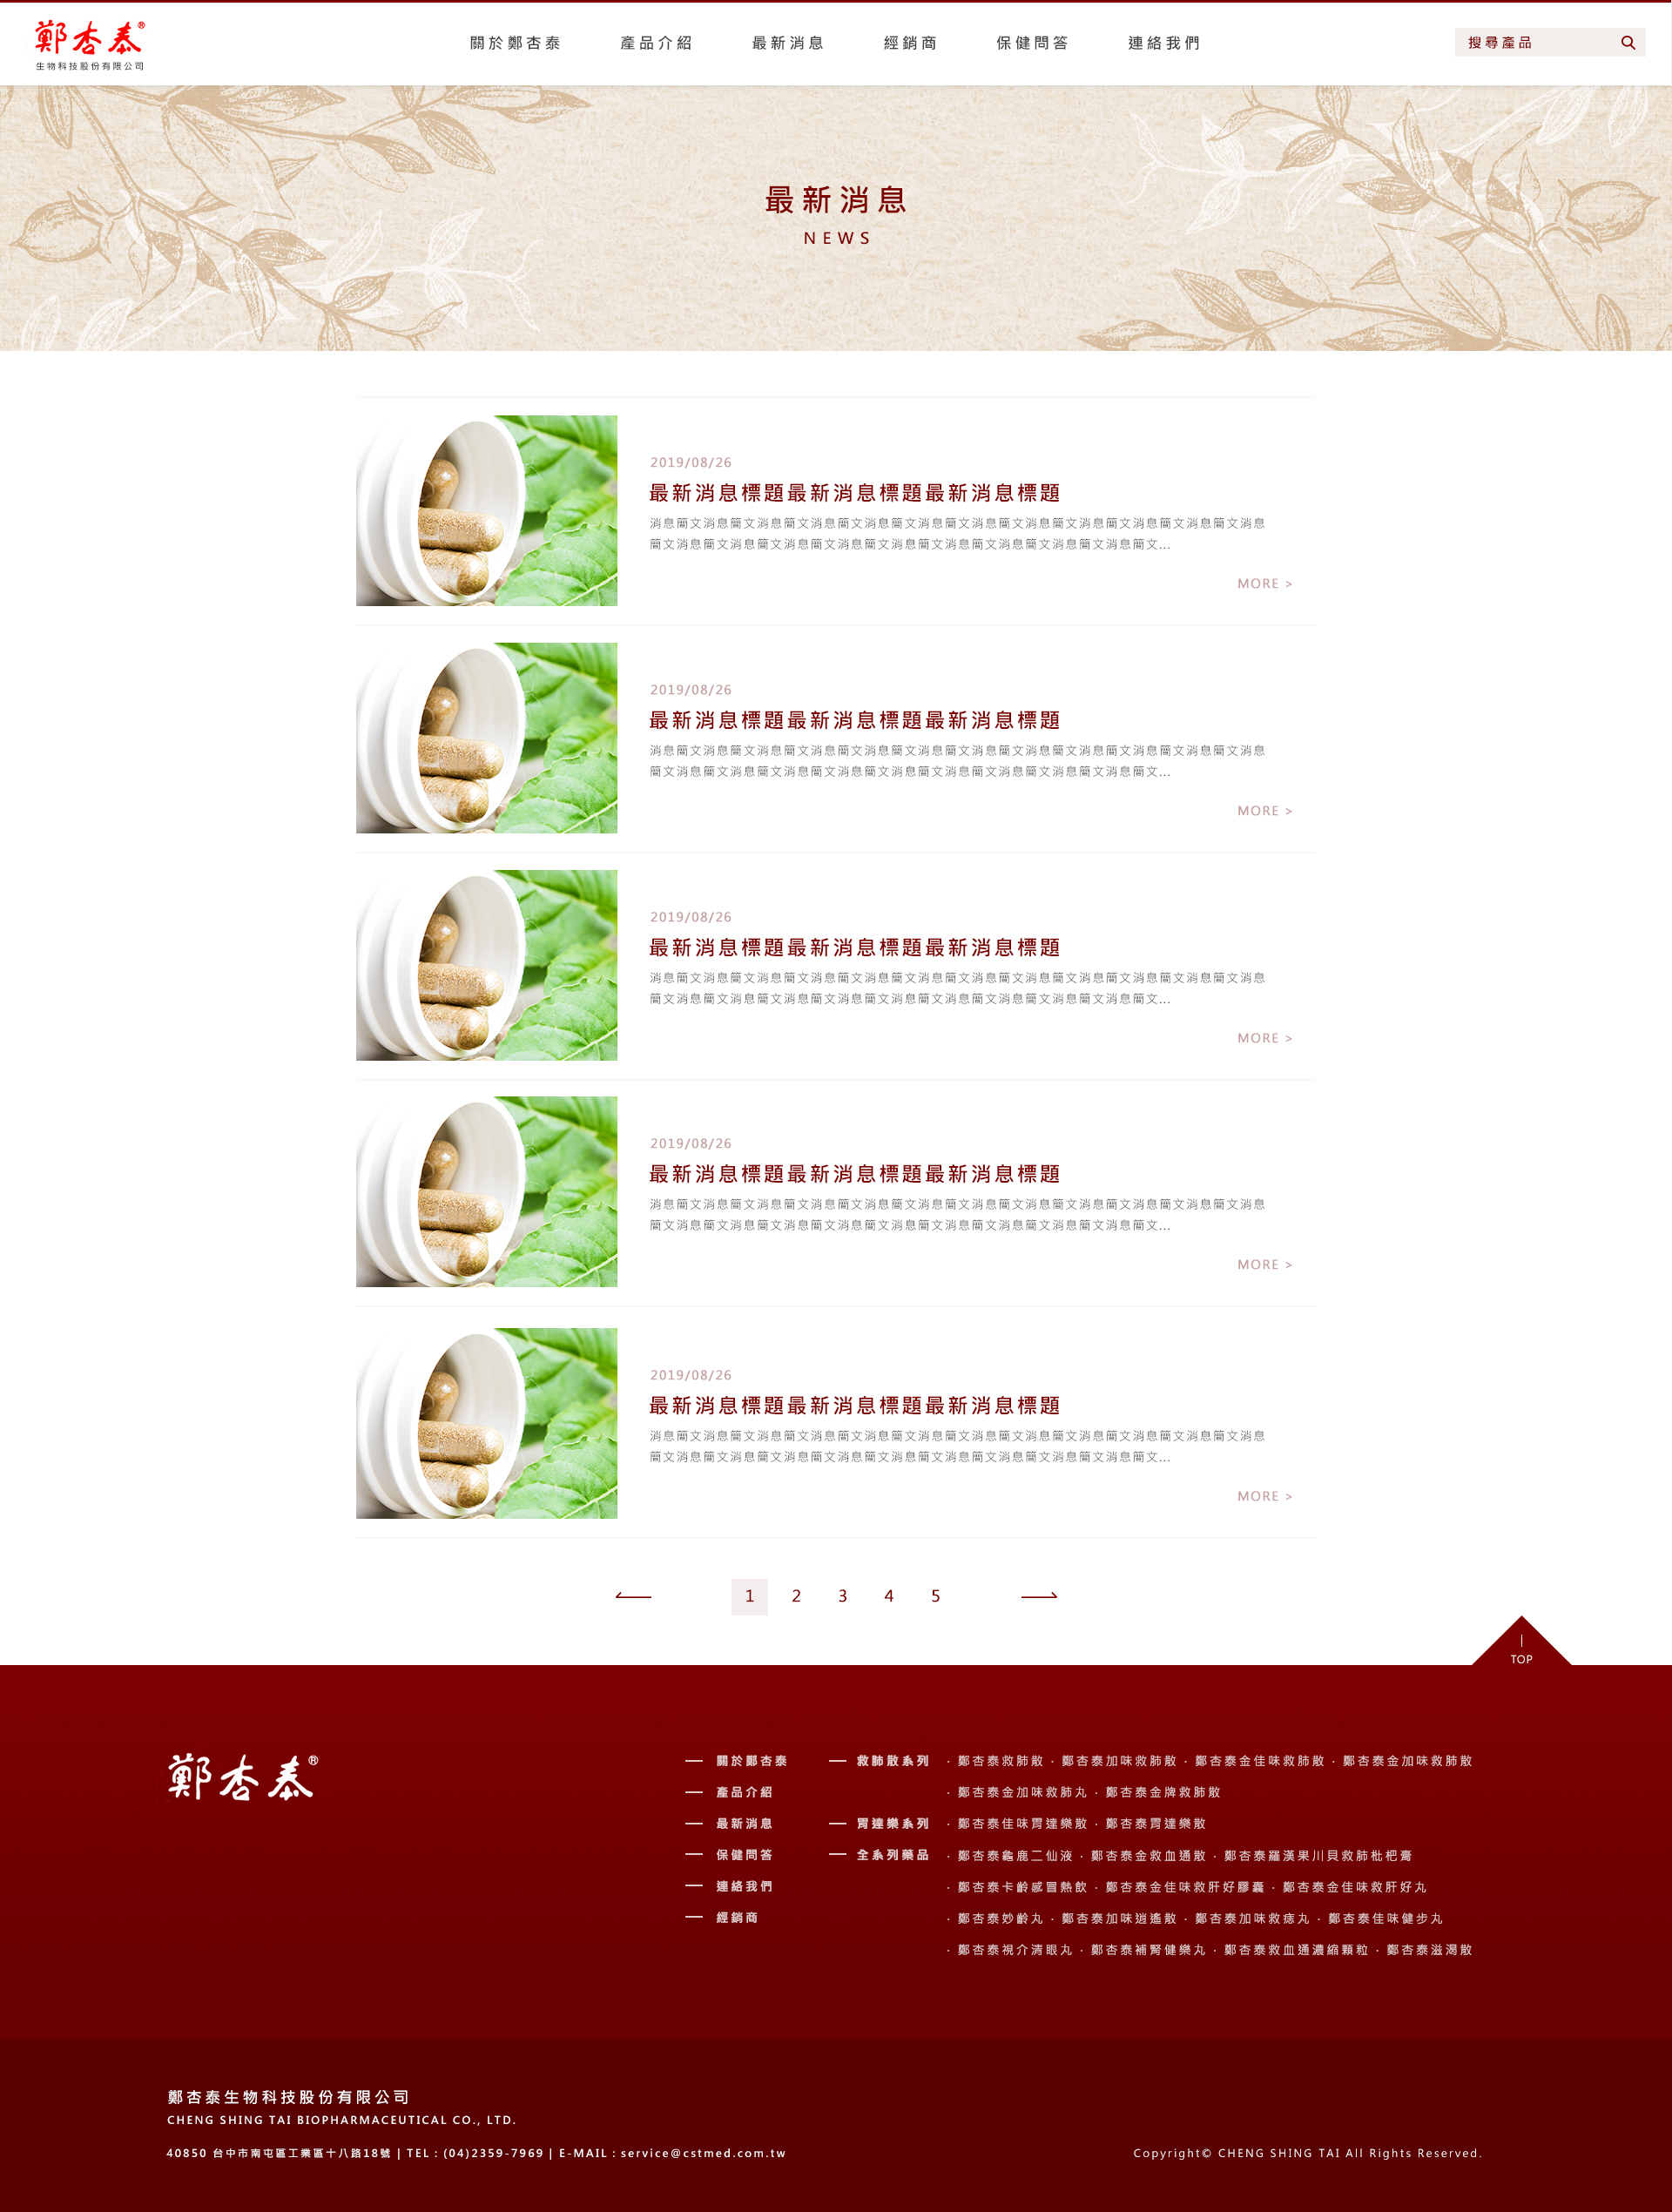 鄭杏泰®
生物科技股份有限公司
關於鄭杏泰 產品介紹 最新消息 經銷商 保健問答 連絡我們
搜尋產品
最新消息
NEWS
2019/08/26
最新消息標題最新消息標題最新消息標題
消息簡文消息簡文消息簡文消息簡文消息簡文消息簡文消息簡文消息簡文消息簡文消息簡文消息簡文消息
簡文消息簡文消息簡文消息簡文消息簡文消息簡文消息簡文消息簡文消息簡文消息簡文...
MORE >
2019/08/26
最新消息標題最新消息標題最新消息標題
消息簡文消息簡文消息簡文消息簡文消息簡文消息簡文消息簡文消息簡文消息簡文消息簡文消息簡文消息
簡文消息簡文消息簡文消息簡文消息簡文消息簡文消息簡文消息簡文消息簡文消息簡文...
MORE >
2019/08/26
最新消息標題最新消息標題最新消息標題
消息簡文消息簡文消息簡文消息簡文消息簡文消息簡文消息簡文消息簡文消息簡文消息簡文消息簡文消息
簡文消息簡文消息簡文消息簡文消息簡文消息簡文消息簡文消息簡文消息簡文消息簡文...
MORE >
2019/08/26
最新消息標題最新消息標題最新消息標題
消息簡文消息簡文消息簡文消息簡文消息簡文消息簡文消息簡文消息簡文消息簡文消息簡文消息簡文消息
簡文消息簡文消息簡文消息簡文消息簡文消息簡文消息簡文消息簡文消息簡文消息簡文...
MORE >
2019/08/26
最新消息標題最新消息標題最新消息標題
消息簡文消息簡文消息簡文消息簡文消息簡文消息簡文消息簡文消息簡文消息簡文消息簡文消息簡文消息
簡文消息簡文消息簡文消息簡文消息簡文消息簡文消息簡文消息簡文消息簡文消息簡文...
MORE >
1 2 3 4 5
TOP
鄭杏泰®
關於鄭杏泰
產品介紹
最新消息
保健問答
連絡我們
經銷商
救肺散系列 · 鄭杏泰救肺散 · 鄭杏泰加味救肺散 · 鄭杏泰金佳味救肺散 · 鄭杏泰金加味救肺散
· 鄭杏泰金加味救肺丸 · 鄭杏泰金牌救肺散
胃達樂系列 · 鄭杏泰佳味胃達樂散 · 鄭杏泰胃達樂散
全系列藥品 · 鄭杏泰龜鹿二仙液 · 鄭杏泰金救血通散 · 鄭杏泰羅漢果川貝救肺枇杷膏
· 鄭杏泰卡齡感冒熱飲 · 鄭杏泰金佳味救肝好膠囊 · 鄭杏泰金佳味救肝好丸
· 鄭杏泰妙齡丸 · 鄭杏泰加味逍遙散 · 鄭杏泰加味救痣丸 · 鄭杏泰佳味健步丸
· 鄭杏泰視介清眼丸 · 鄭杏泰補腎健樂丸 · 鄭杏泰救血通濃縮顆粒 · 鄭杏泰滋渴散
鄭杏泰生物科技股份有限公司
CHENG SHING TAI BIOPHARMACEUTICAL CO., LTD.
40850 台中市南屯區工業區十八路18號 | TEL : (04)2359-7969 | E-MAIL : service@cstmed.com.tw
Copyright© CHENG SHING TAI All Rights Reserved.